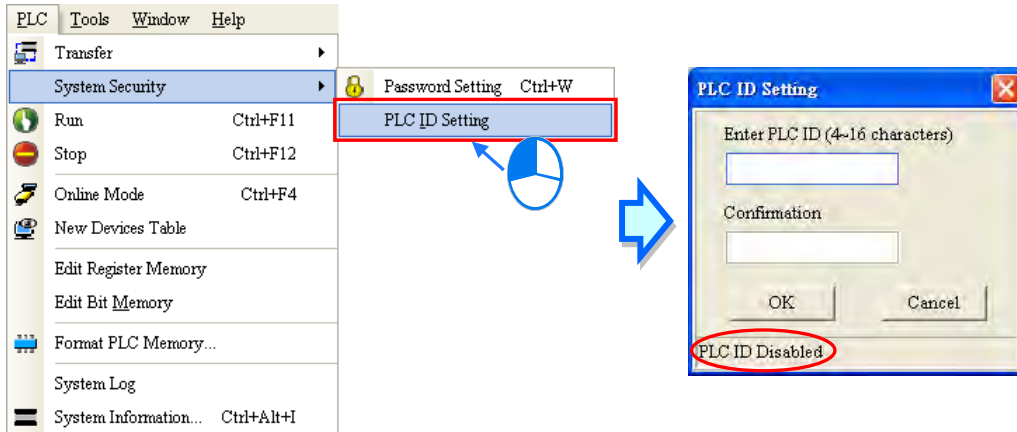 PLC Tools Window Help
Transfer
System Security
Password Setting Ctrl+W
PLC ID Setting
Run Ctrl+F11
Stop Ctrl+F12
Online Mode Ctrl+F4
New Devices Table
Edit Register Memory
Edit Bit Memory
Format PLC Memory...
System Log
System Information... Ctrl+Alt+I
PLC ID Setting
Enter PLC ID (4~16 characters)
Confirmation
OK Cancel
PLC ID Disabled